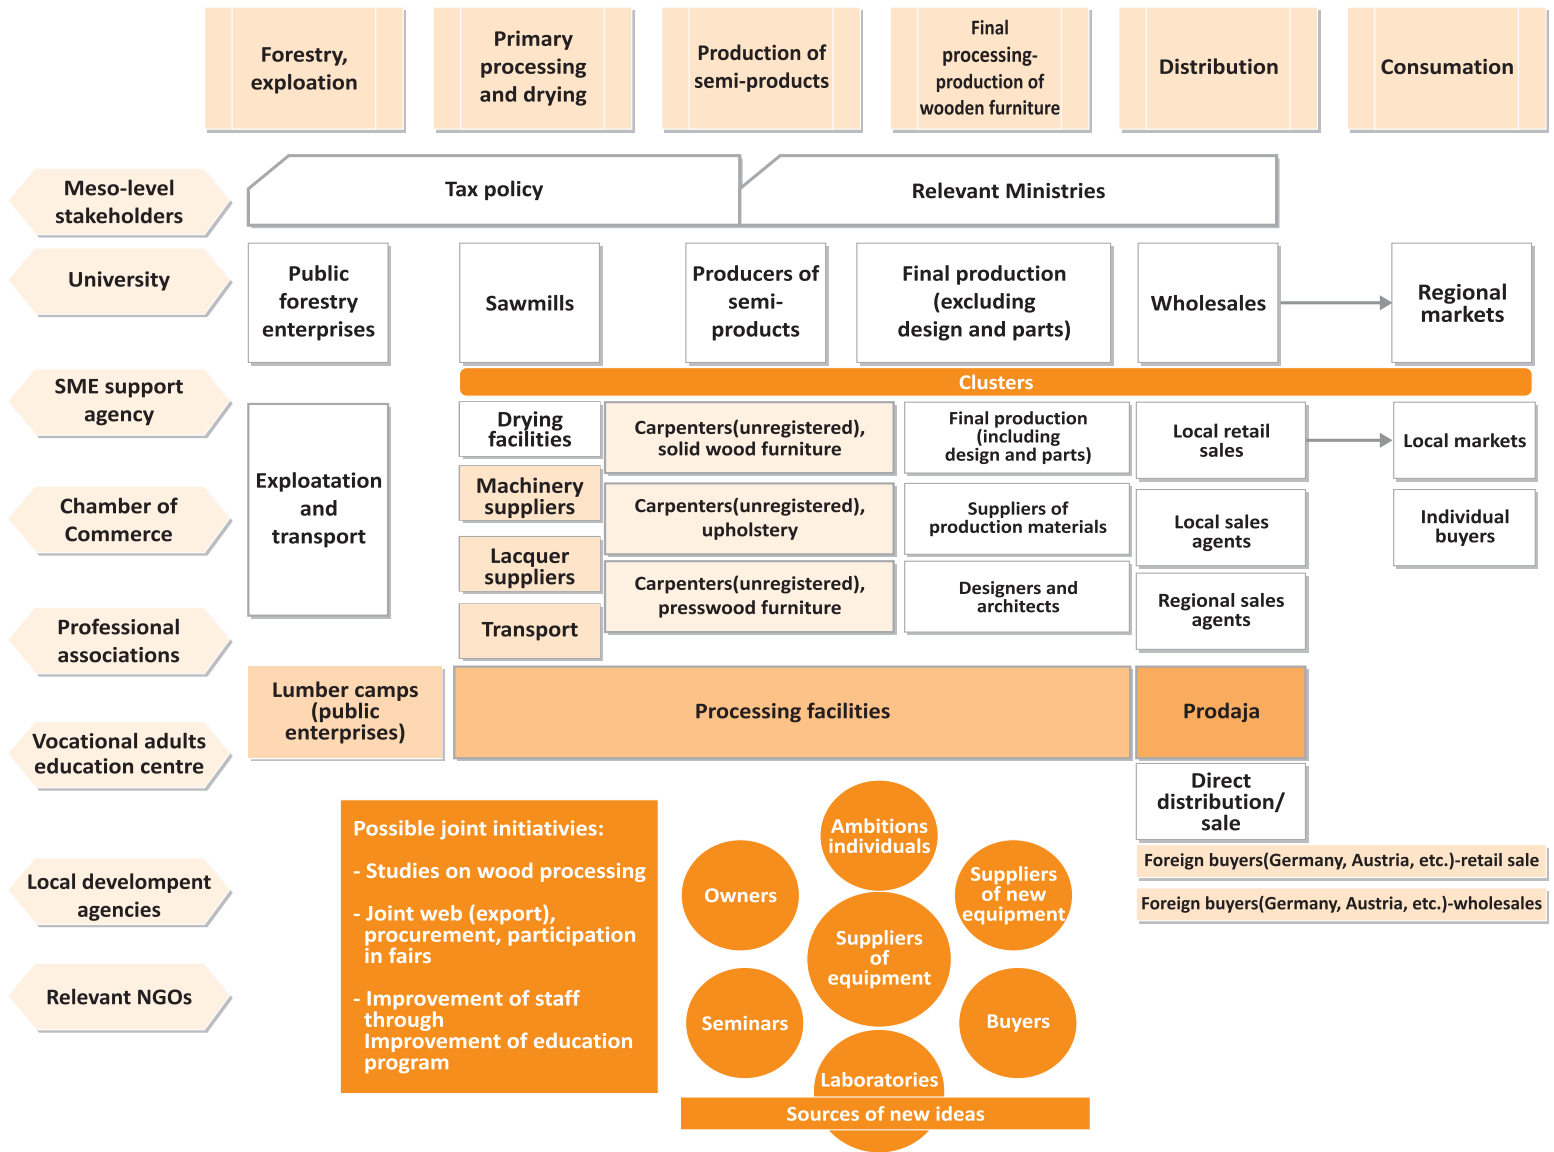 Forestry,
exploation
Primary
processing
and drying
Production of
semi-products
Final
processing-
production of
wooden furniture
Distribution
Consumation
Meso-level
stakeholders
Tax policy
Relevant Ministries
University
Public
forestry
enterprises
Sawmills
Producers of
semi-
products
Final production
(excluding
design and parts)
Wholesales
Regional
markets
Clusters
SME support
agency
Exploatation
and
transport
Drying
facilities
Carpenters(unregistered),
solid wood furniture
Final production
(including
design and parts)
Local retail
sales
Local markets
Machinery
suppliers
Chamber of
Commerce
Carpenters(unregistered),
upholstery
Suppliers of
production materials
Local sales
agents
Individual
buyers
Lacquer
suppliers
Carpenters(unregistered),
presswood furniture
Designers and
architects
Regional sales
agents
Transport
Professional
associations
Lumber camps
(public
enterprises)
Processing facilities
Prodaja
Vocational adults
education centre
Direct
distribution/
sale
Foreign buyers(Germany, Austria, etc.)-retail sale
Foreign buyers(Germany, Austria, etc.)-wholesales
Local develompent
agencies
Relevant NGOs
Possible joint initiativies:
- Studies on wood processing
- Joint web (export),
procurement, participation
in fairs
- Improvement of staff
through
Improvement of education
program
Ambitions
individuals
Owners
Suppliers
of new
equipment
Suppliers
of
equipment
Seminars
Buyers
Laboratories
Sources of new ideas